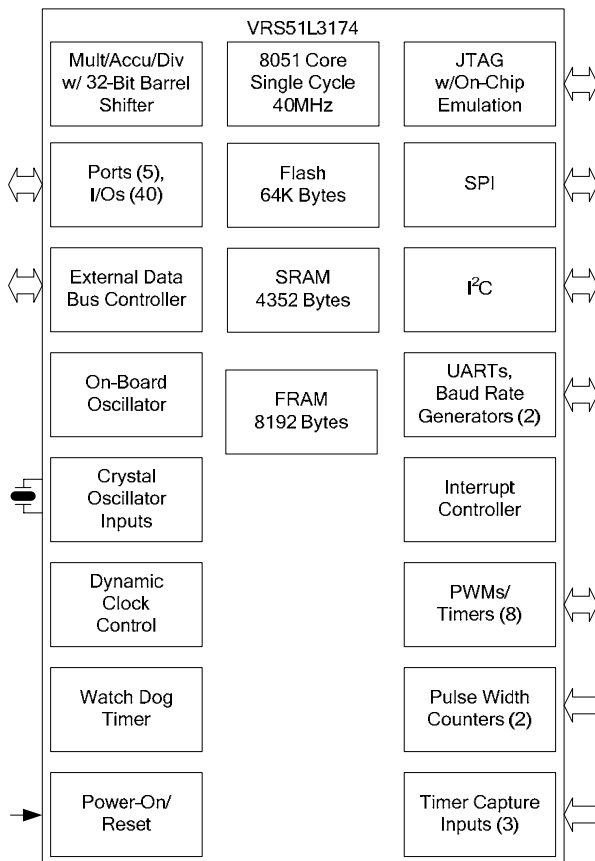 VRS51L3174
Mult/Accu/Div
w/ 32-Bit Barrel
Shifter
8051 Core
Single Cycle
40MHz
JTAG
w/On-Chip
Emulation
Ports (5),
I/Os (40)
Flash
64K Bytes
SPI
External Data
Bus Controller
SRAM
4352 Bytes
I²C
On-Board
Oscillator
FRAM
8192 Bytes
UARTs,
Baud Rate
Generators (2)
Crystal
Oscillator
Inputs
Interrupt
Controller
Dynamic
Clock
Control
PWMs/
Timers (8)
Watch Dog
Timer
Pulse Width
Counters (2)
Power-On/
Reset
Timer Capture
Inputs (3)